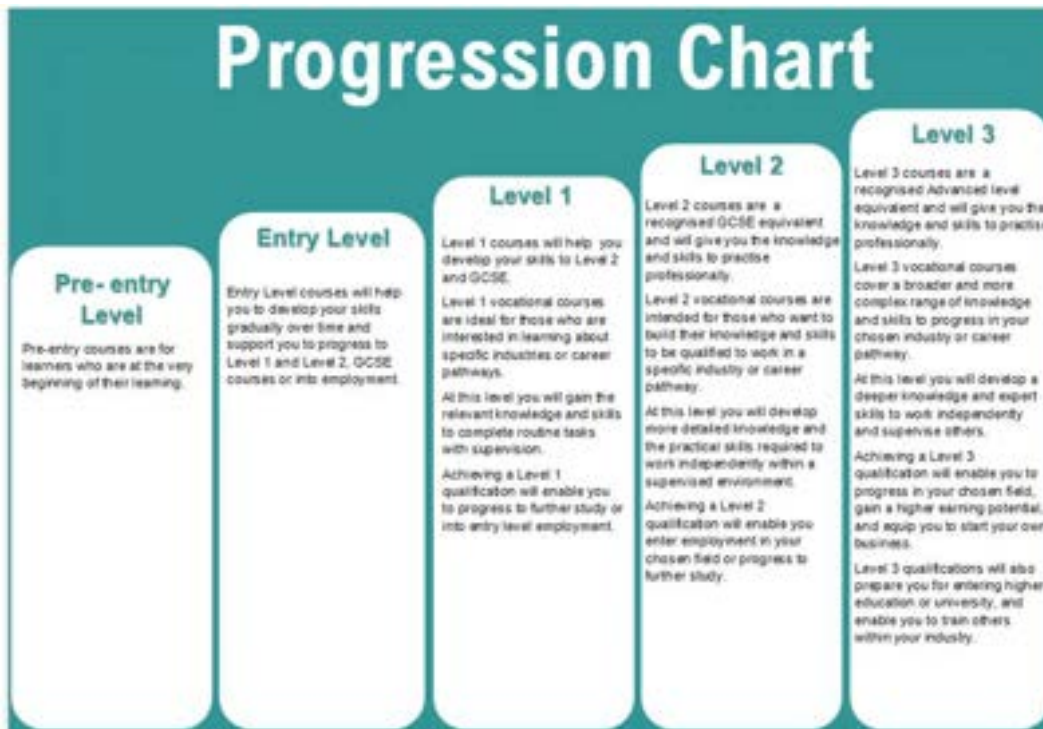 Progression Chart
Pre- entry
Level
Pre-entry courses are for
learners who are at the very
beginning of their learning.
Entry Level
Entry Level courses will help
you to develop your skills
gradually over time and
support you to progress to
Level 1 and Level 2, GCSE
courses or into employment.
Level 1
Level 1 courses will help you
develop your skills to Level 2
and GCSE.
Level 1 vocational courses
are ideal for those who are
interested in learning about
specific industries or career
pathways.
At this level you will gain the
relevant knowledge and skills
to complete routine tasks
with supervision.
Achieving a Level 1
qualification will enable you
to progress to further study or
into entry level employment.
Level 2
Level 2 courses are a
recognised GCSE equivalent
and will give you the knowledge
and skills to practise
professionally.
Level 2 vocational courses are
intended for those who want to
build their knowledge and skills
to be qualified to work in a
specific industry or career
pathway.
At this level you will develop
more detailed knowledge and
the practical skills required to
work independently within a
supervised environment.
Achieving a Level 2
qualification will enable you
enter employment in your
chosen field or progress to
further study.
Level 3
Level 3 courses are a
recognised Advanced level
equivalent and will give you the
knowledge and skills to practise
professionally.
Level 3 vocational courses
cover a broader and more
complex range of knowledge
and skills to progress in your
chosen industry or career
pathway.
At this level you will develop a
deeper knowledge and expert
skills to work independently
and supervise others.
Achieving a Level 3
qualification will enable you to
progress in your chosen field,
gain a higher earning potential,
and equip you to start your own
business.
Level 3 qualifications will also
prepare you for entering higher
education or university, and
enable you to train others
within your industry.